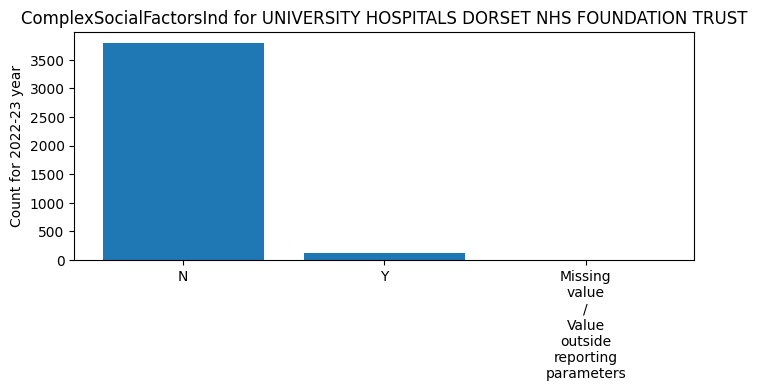 ComplexSocialFactorsInd for UNIVERSITY HOSPITALS DORSET NHS FOUNDATION TRUST
Count for 2022-23 year
3500
3000
2500
2000
1500
1000
500
0
N
Y
Missing
value
/
Value
outside
reporting
parameters